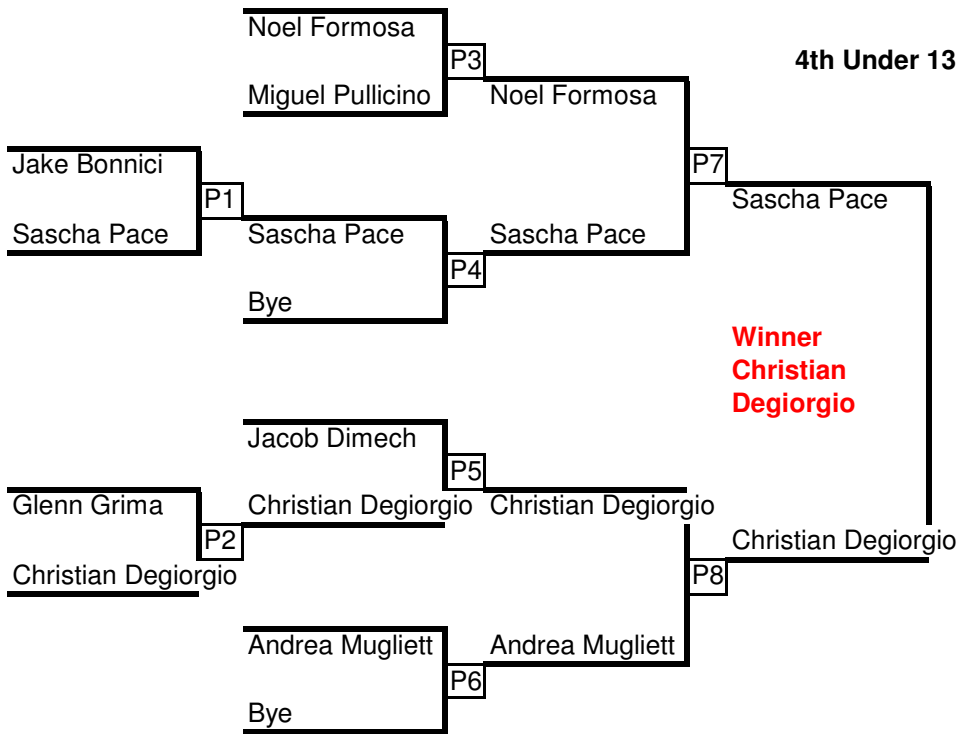 Noel Formosa
P3
4th Under 13
Miguel Pullicino
Noel Formosa
Jake Bonnici
P7
P1
Sascha Pace
Sascha Pace
Sascha Pace
Sascha Pace
P4
Bye
Winner
Christian
Degiorgio
Jacob Dimech
P5
Glenn Grima
Christian Degiorgio
Christian Degiorgio
P2
Christian Degiorgio
Christian Degiorgio
P8
Andrea Mugliett
Andrea Mugliett
P6
Bye